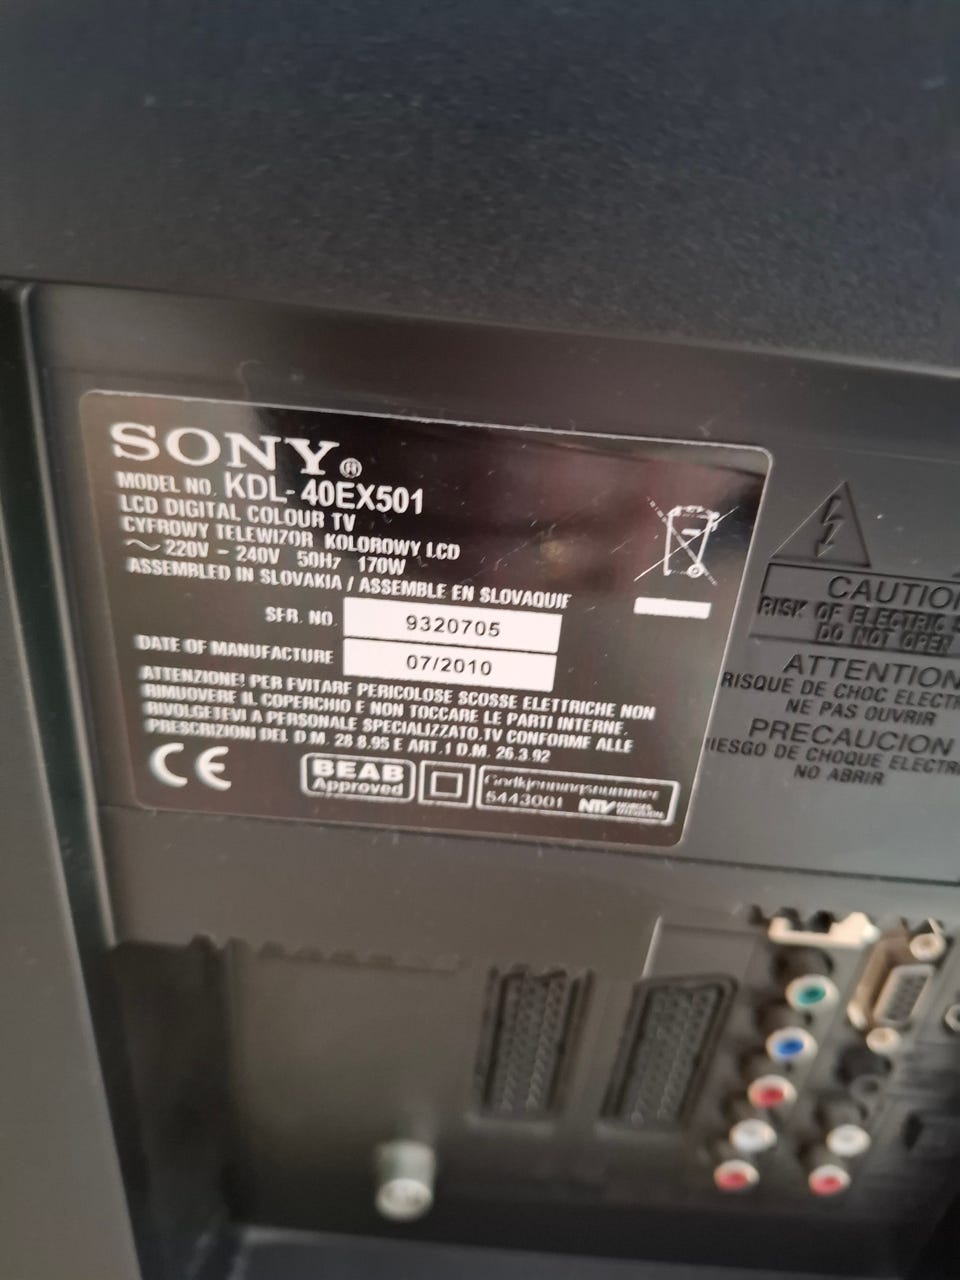 SONY®
MODEL NO. KDL-40EX501
LCD DIGITAL COLOUR TV
CYFROWY TELEWIZOR KOLOROWY LCD
~ 220V - 240V 50Hz 170W
ASSEMBLED IN SLOVAKIA / ASSEMBLE EN SLOVAQUIE
SER. NO. 9320705
DATE OF MANUFACTURE 07/2010
ATTENZIONE! PER EVITARE PERICOLOSE SCOSSE ELETTRICHE NON
RIMUOVERE IL COPERCHIO E NON TOCCARE LE PARTI INTERNE.
RIVOLGETEVI A PERSONALE SPECIALIZZATO.TV CONFORME ALLE
PRESCRIZIONI DEL D.M. 28.8.95 E ART.1 D.M. 26.3.92
CE
BEAB
Approved
Godkjenningsnummer
5443001 NTV
CAUTION
RISK OF ELECTRIC
DO NOT OPEN
ATTENTION
RISQUE DE CHOC ELECTR
NE PAS OUVRIR
PRECAUCION
RIESGO DE CHOQUE ELECTRI
NO ABRIR